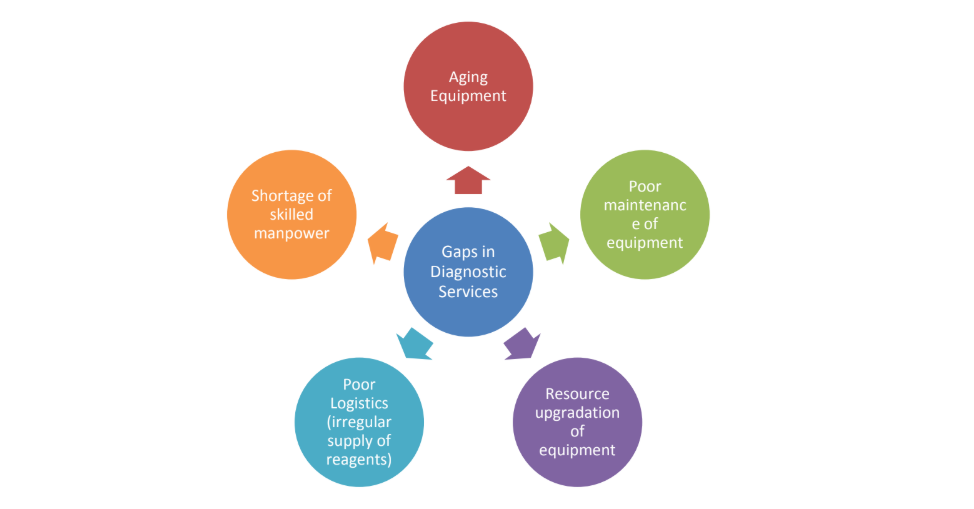 Aging
Equipment
Shortage of
skilled
manpower
Poor
maintenanc
e of
equipment
Gaps in
Diagnostic
Services
Poor
Logistics
(irregular
supply of
reagents)
Resource
upgradation
of
equipment